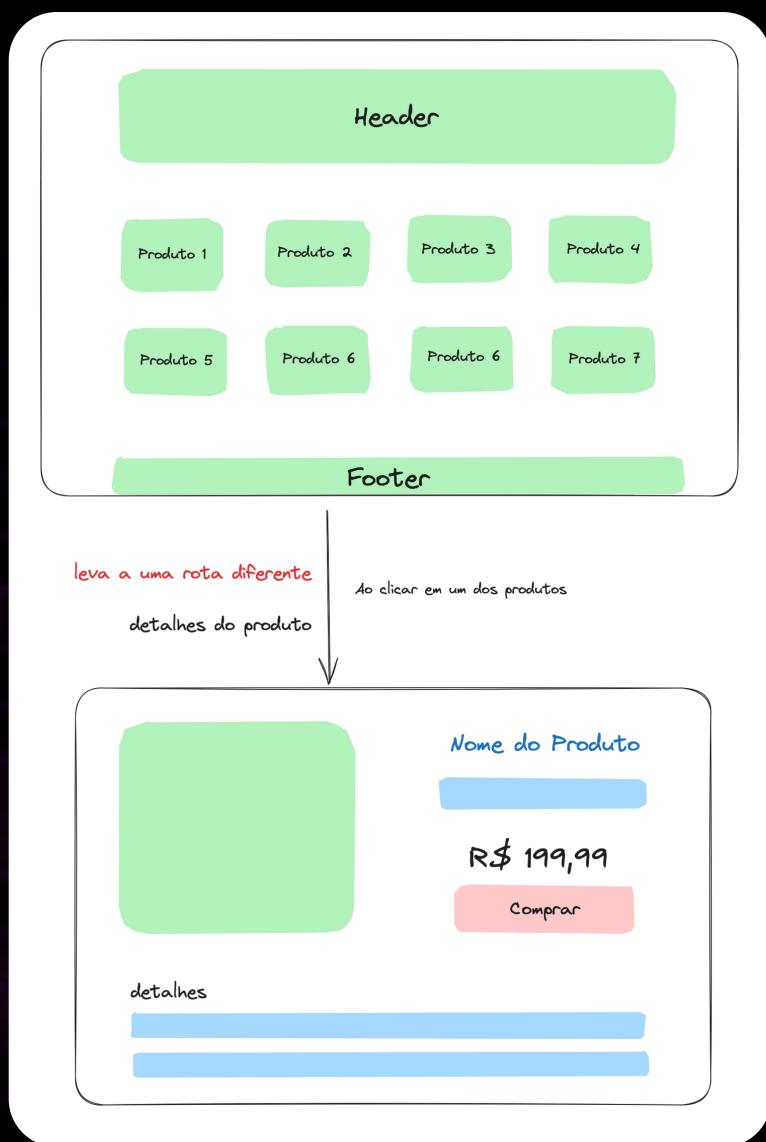 Header
Produto 1
Produto 2
Produto 3
Produto 4
Produto 5
Produto 6
Produto 6
Produto 7
Footer
leva a uma rota diferente
Ao clicar em um dos produtos
detalhes do produto
Nome do Produto
R$ 199,99
Comprar
detalhes